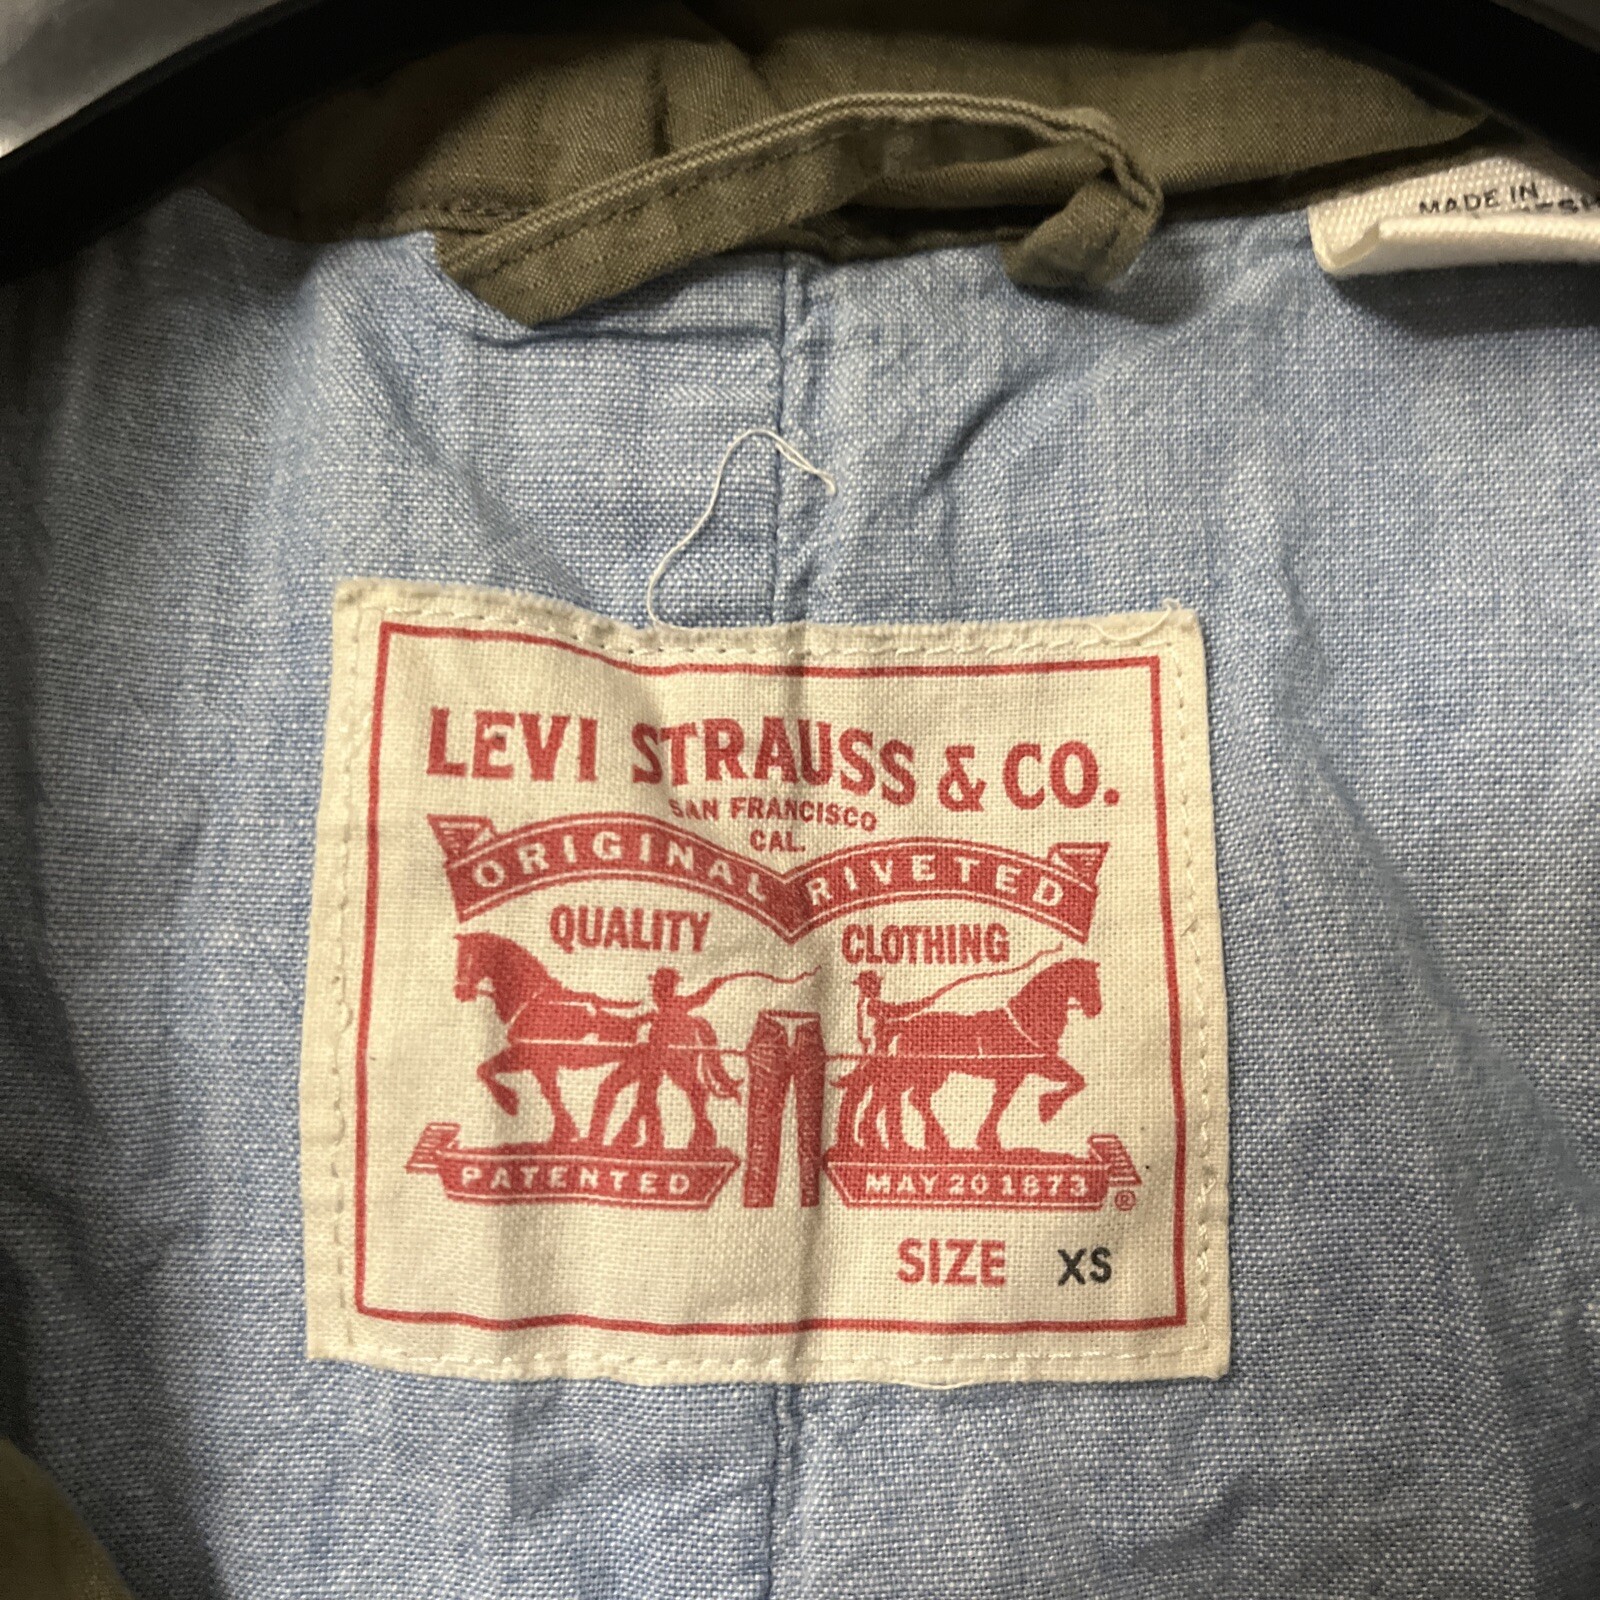 MADE IN
LEVI STRAUSS & CO.
SAN FRANCISCO
CAL.
ORIGINAL RIVETED
QUALITY CLOTHING
PATENTED MAY 20 1873 ®
SIZE XS